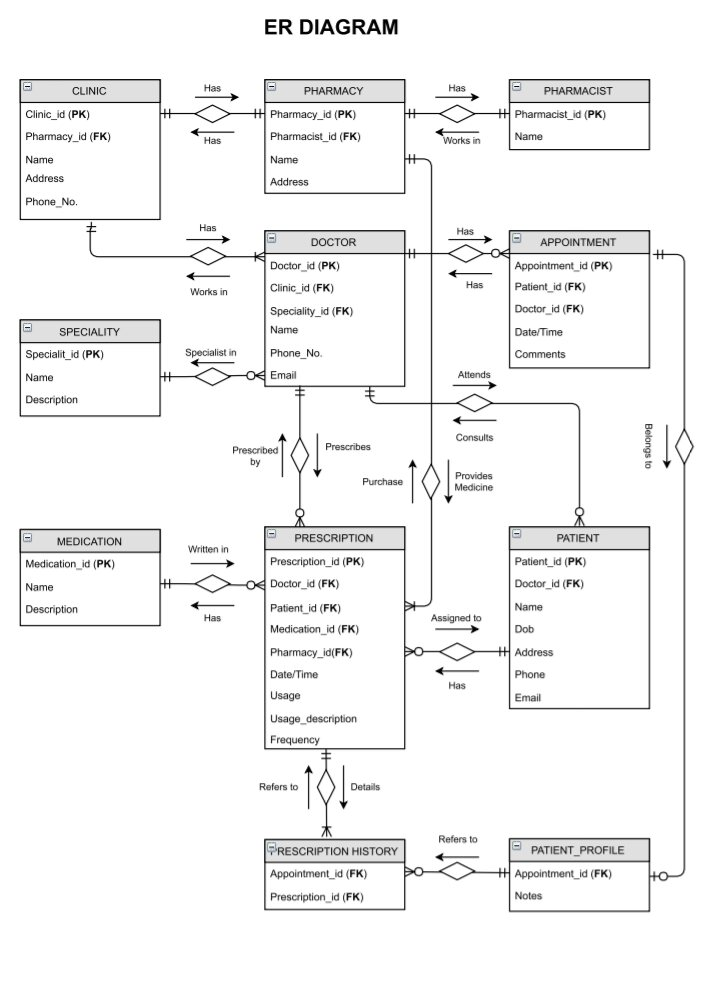 ER DIAGRAM
CLINIC
Clinic_id (PK)
Pharmacy_id (FK)
Name
Address
Phone_No.
Has
Has
PHARMACY
Pharmacy_id (PK)
Pharmacist_id (FK)
Name
Address
Has
Works in
PHARMACIST
Pharmacist_id (PK)
Name
Has
Works in
DOCTOR
Doctor_id (PK)
Clinic_id (FK)
Speciality_id (FK)
Name
Phone_No.
Email
Has
Has
APPOINTMENT
Appointment_id (PK)
Patient_id (FK)
Doctor_id (FK)
Date/Time
Comments
SPECIALITY
Specialit_id (PK)
Name
Description
Specialist in
Attends
Consults
Prescribed
by
Prescribes
Purchase
Provides
Medicine
Belongs to
MEDICATION
Medication_id (PK)
Name
Description
Written in
Has
PRESCRIPTION
Prescription_id (PK)
Doctor_id (FK)
Patient_id (FK)
Medication_id (FK)
Pharmacy_id(FK)
Date/Time
Usage
Usage_description
Frequency
Assigned to
Has
PATIENT
Patient_id (PK)
Doctor_id (FK)
Name
Dob
Address
Phone
Email
Refers to
Details
PRESCRIPTION HISTORY
Appointment_id (FK)
Prescription_id (FK)
Refers to
PATIENT_PROFILE
Appointment_id (FK)
Notes